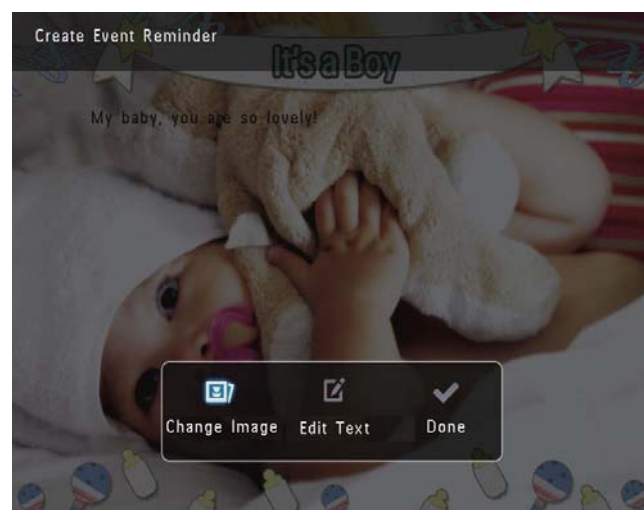 Create Event Reminder
It's a Boy
My baby, you are so lovely!
Change Image Edit Text Done